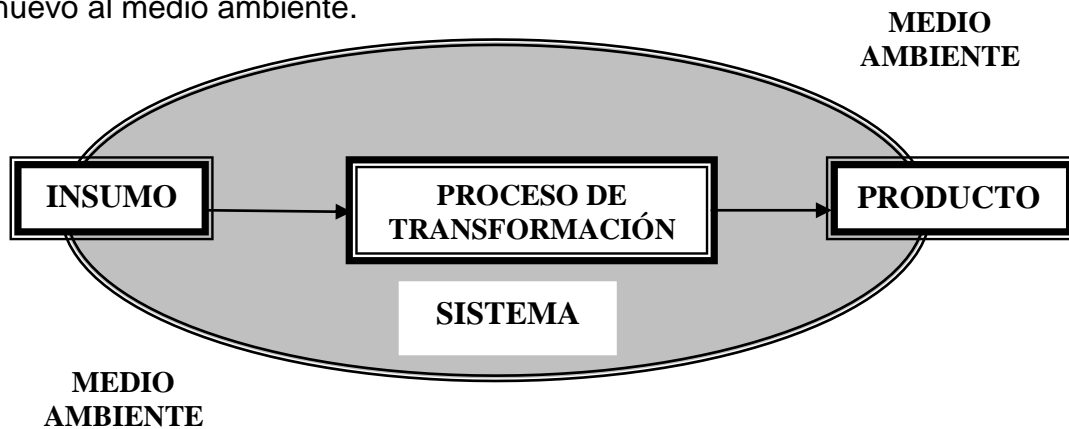 nuevo al medio ambiente.
MEDIO
AMBIENTE
INSUMO
PROCESO DE
TRANSFORMACIÓN
PRODUCTO
SISTEMA
MEDIO
AMBIENTE